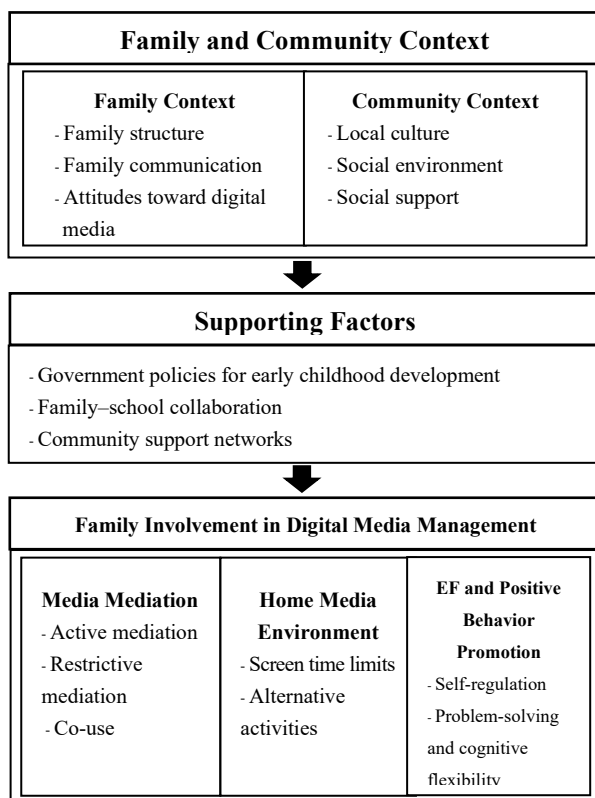 Family and Community Context
Family Context
- Family structure
- Family communication
- Attitudes toward digital
media
Community Context
- Local culture
- Social environment
- Social support
Supporting Factors
- Government policies for early childhood development
- Family–school collaboration
- Community support networks
Family Involvement in Digital Media Management
Media Mediation
- Active mediation
- Restrictive
mediation
- Co-use
Home Media
Environment
- Screen time limits
- Alternative
activities
EF and Positive
Behavior
Promotion
- Self-regulation
- Problem-solving
and cognitive
flexibility